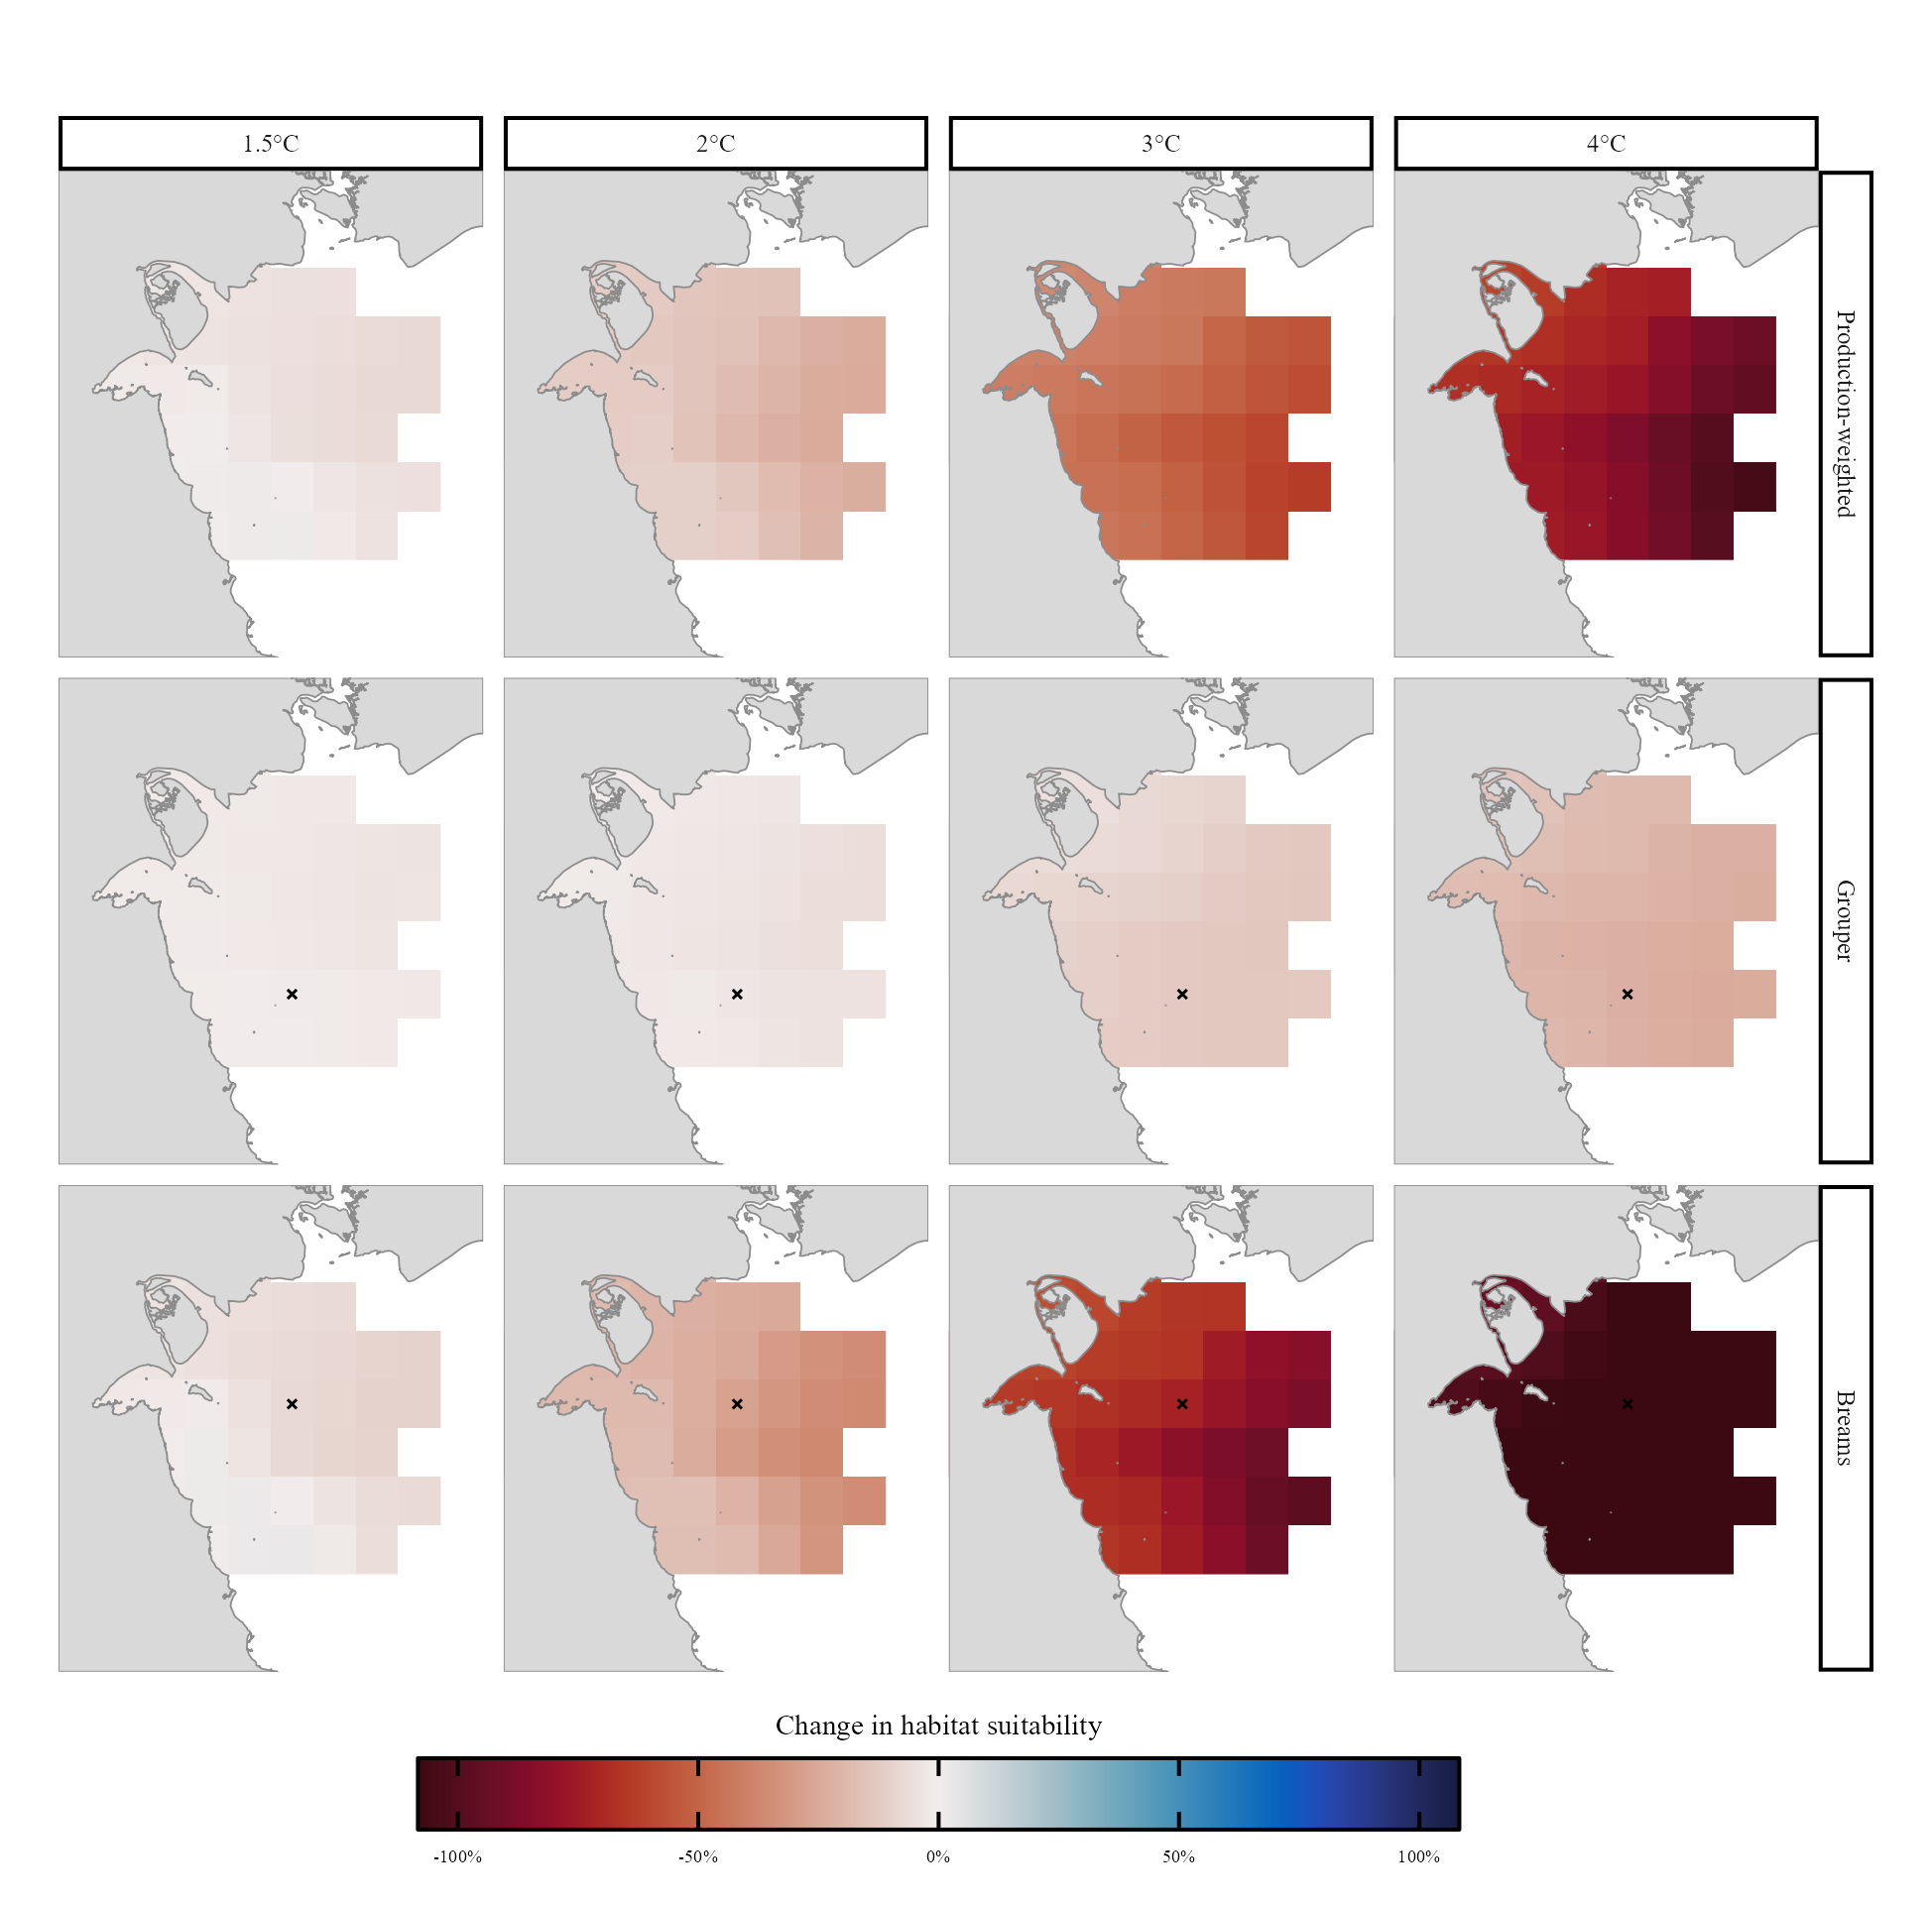 1.5°C
2°C
3°C
4°C
Production-weighted
Grouper
Breams
Change in habitat suitability
-100%
-50%
0%
50%
100%